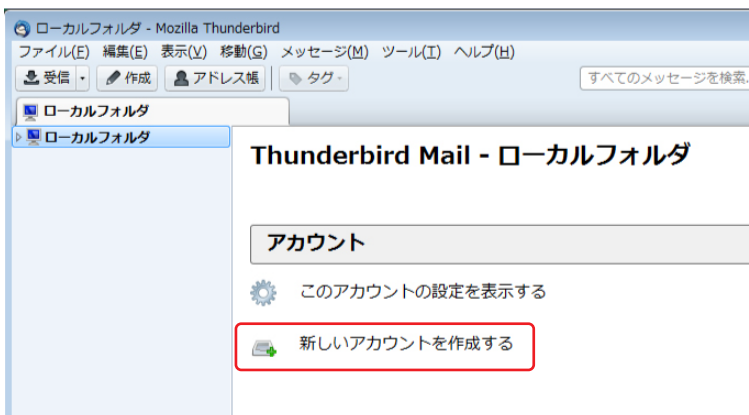 ローカルフォルダ - Mozilla Thunderbird
ファイル(F) 編集(E) 表示(V) 移動(G) メッセージ(M) ツール(T) ヘルプ(H)
受信 作成 アドレス帳 タグ すべてのメッセージを検索...
ローカルフォルダ
ローカルフォルダ
Thunderbird Mail - ローカルフォルダ
アカウント
このアカウントの設定を表示する
新しいアカウントを作成する